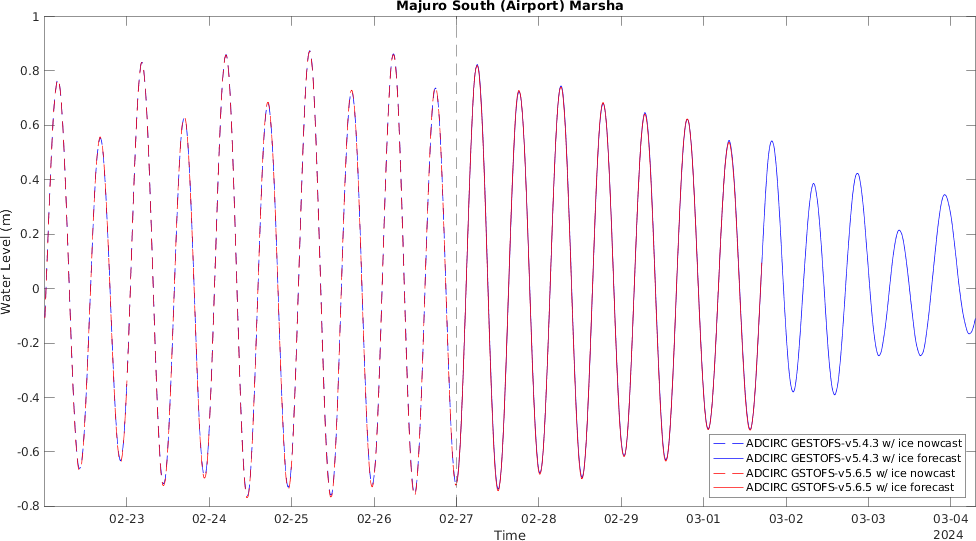 Majuro South (Airport) Marsha
1
0.8
0.6
0.4
0.2
0
-0.2
-0.4
-0.6
-0.8
Water Level (m)
ADCIRC GESTOFS-v5.4.3 w/ ice nowcast
ADCIRC GESTOFS-v5.4.3 w/ ice forecast
ADCIRC GSTOFS-v5.6.5 w/ ice nowcast
ADCIRC GSTOFS-v5.6.5 w/ ice forecast
02-23 02-24 02-25 02-26 02-27 02-28 02-29 03-01 03-02 03-03 03-04
2024
Time